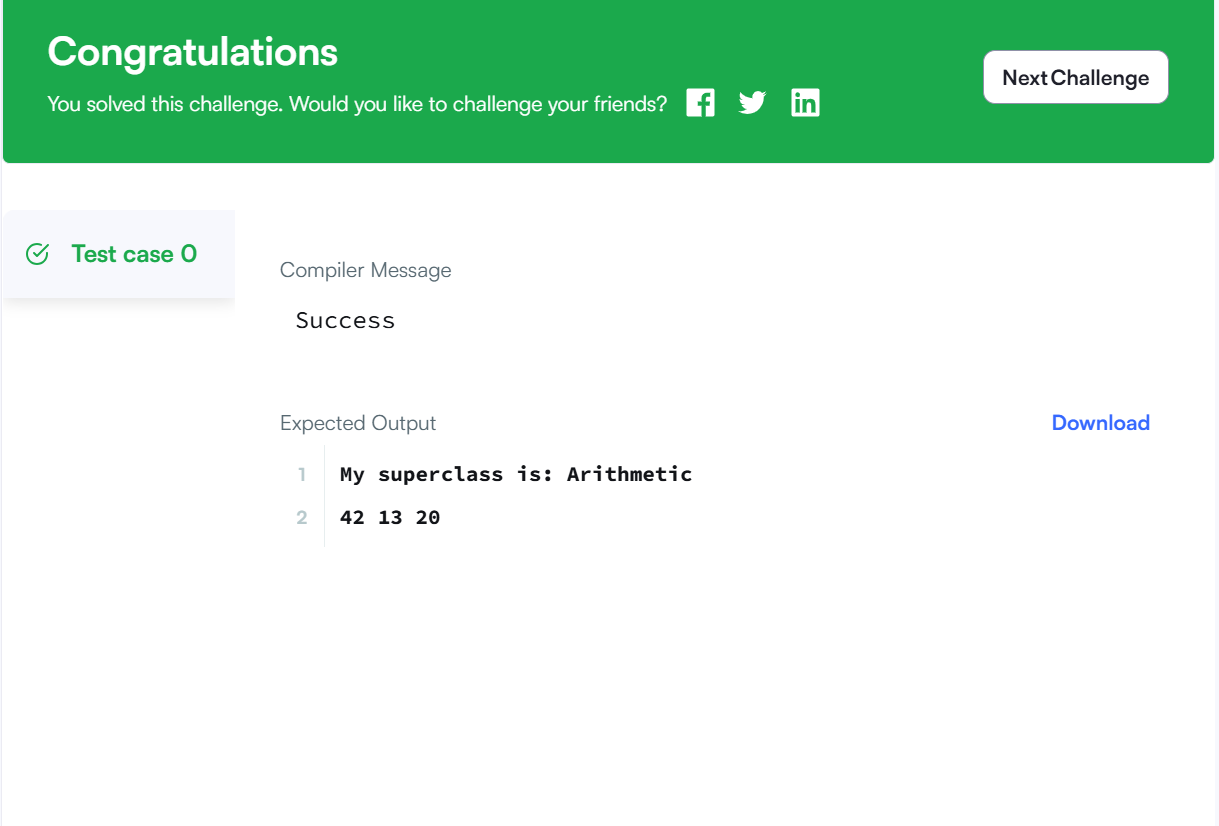 Congratulations
You solved this challenge. Would you like to challenge your friends?
Next Challenge
Test case 0
Compiler Message
Success
Expected Output
Download
1 My superclass is: Arithmetic
2 42 13 20